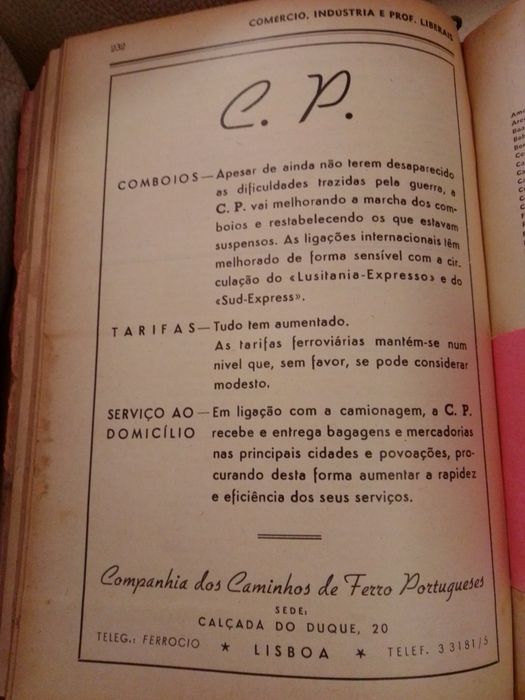 232
COMÉRCIO, INDÚSTRIA E PROF. LIBERAIS
C. P.
COMBOIOS — Apesar de ainda não terem desaparecido
as dificuldades trazidas pela guerra, a
C. P. vai melhorando a marcha dos com-
boios e restabelecendo os que estavam
suspensos. As ligações internacionais têm
melhorado de forma sensível com a cir-
culação do «Lusitania-Expresso» e do
«Sud-Express».
TARIFAS — Tudo tem aumentado.
As tarifas ferroviárias mantém-se num
nivel que, sem favor, se pode considerar
modesto.
SERVIÇO AO — Em ligação com a camionagem, a C. P.
DOMICÍLIO recebe e entrega bagagens e mercadorias
nas principais cidades e povoações, pro-
curando desta forma aumentar a rapidez
e eficiência dos seus serviços.
Companhia dos Caminhos de Ferro Portugueses
SEDE:
CALÇADA DO DUQUE, 20
TELEG.: FERROCIO ★ LISBOA ★ TELEF. 3 3181/5